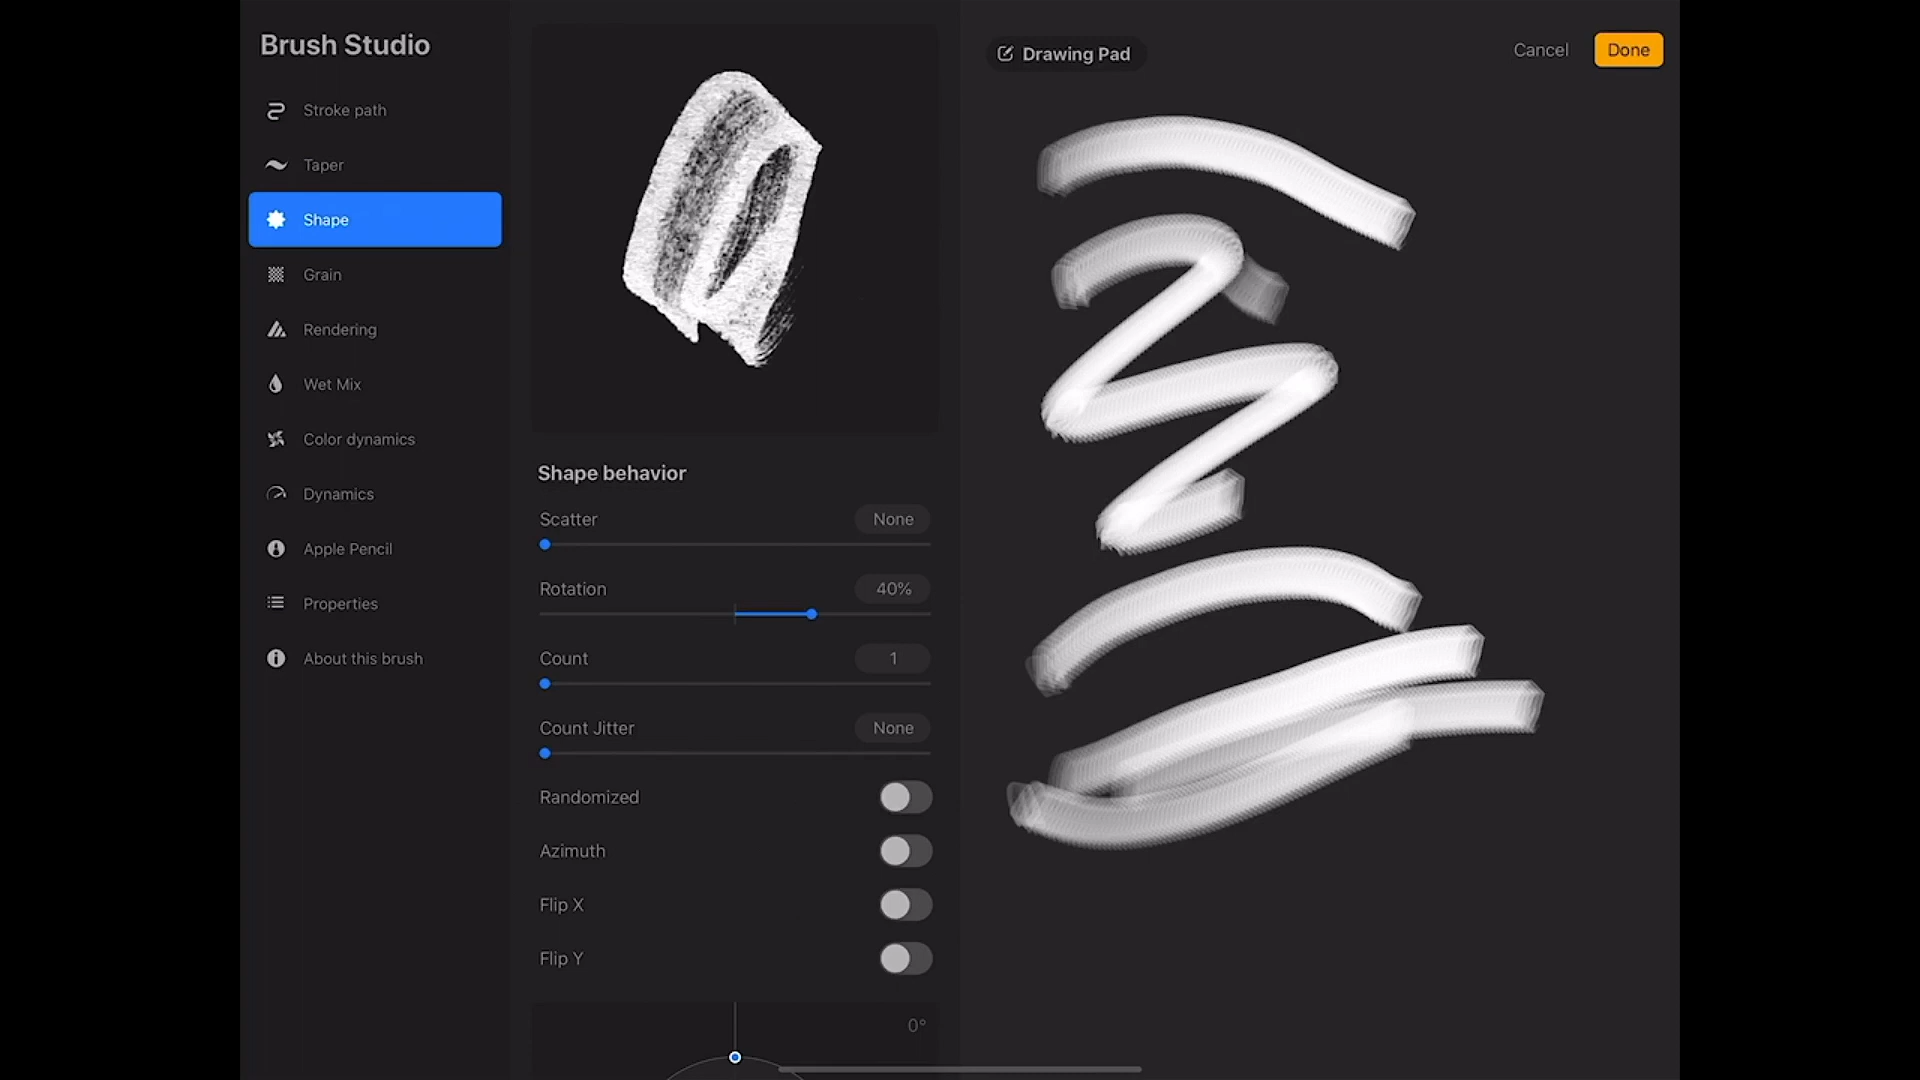 Brush Studio
Stroke path
Taper
Shape
Grain
Rendering
Wet Mix
Color dynamics
Dynamics
Apple Pencil
Properties
About this brush
Shape behavior
Scatter None
Rotation 40%
Count 1
Count Jitter None
Randomized
Azimuth
Flip X
Flip Y
0°
Drawing Pad
Cancel Done